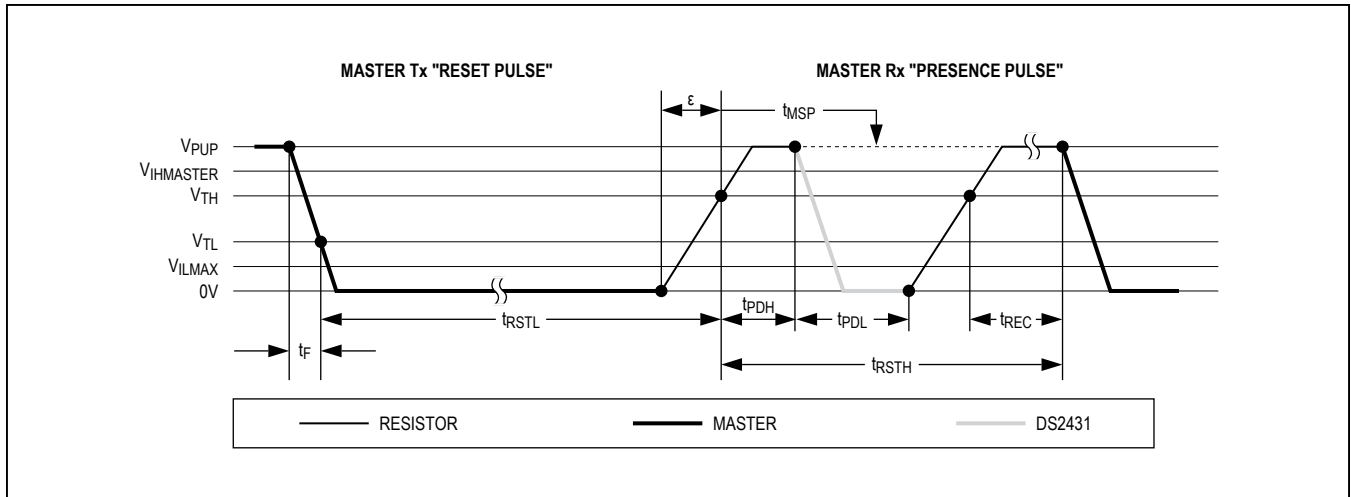 MASTER Tx "RESET PULSE" MASTER Rx "PRESENCE PULSE"
ε tMSP
VPUP
VIHMASTER
VTH
VTL
VILMAX
0V
tRSTL tPDH tPDL tREC
tF tRSTH
RESISTOR MASTER DS2431